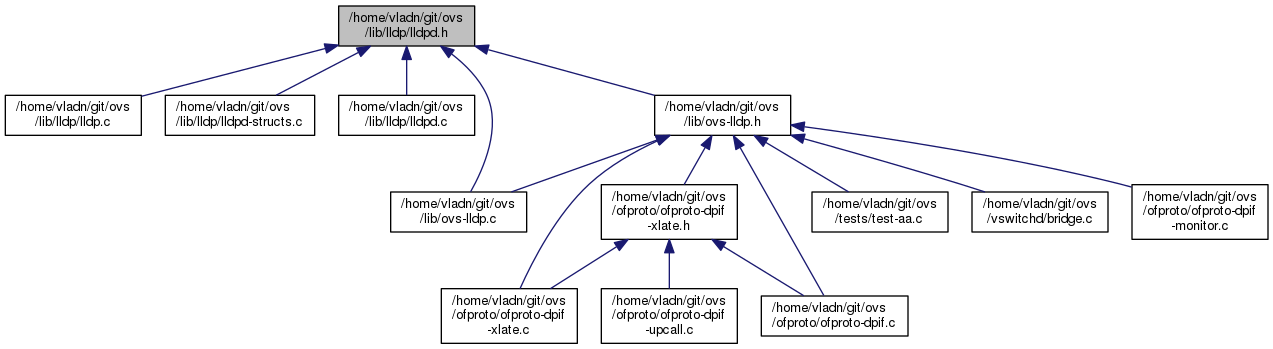 /home/vladn/git/ovs
/lib/lldp/lldpd.h
/home/vladn/git/ovs
/lib/lldp/lldp.c
/home/vladn/git/ovs
/lib/lldp/lldpd-structs.c
/home/vladn/git/ovs
/lib/lldp/lldpd.c
/home/vladn/git/ovs
/lib/ovs-lldp.h
/home/vladn/git/ovs
/lib/ovs-lldp.c
/home/vladn/git/ovs
/ofproto/ofproto-dpif
-xlate.h
/home/vladn/git/ovs
/tests/test-aa.c
/home/vladn/git/ovs
/vswitchd/bridge.c
/home/vladn/git/ovs
/ofproto/ofproto-dpif
-monitor.c
/home/vladn/git/ovs
/ofproto/ofproto-dpif
-xlate.c
/home/vladn/git/ovs
/ofproto/ofproto-dpif
-upcall.c
/home/vladn/git/ovs
/ofproto/ofproto-dpif.c